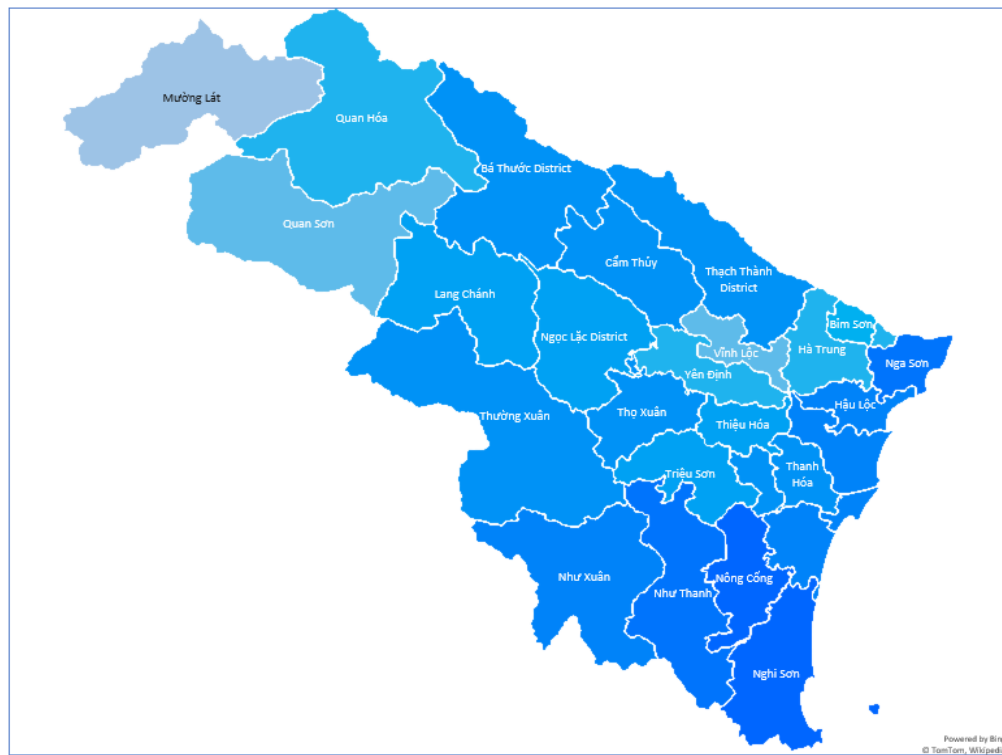 Mường Lát
Quan Hóa
Bá Thước District
Quan Sơn
Cẩm Thủy
Thạch Thành
District
Lang Chánh
Bỉm Sơn
Ngọc Lặc District
Hà Trung
Vĩnh Lộc
Nga Sơn
Yên Định
Hậu Lộc
Thường Xuân
Thọ Xuân
Thiệu Hóa
Thanh
Hóa
Triệu Sơn
Như Xuân
Nông Cống
Như Thanh
Nghi Sơn
Powered by Bin
© TomTom, Wikipedi